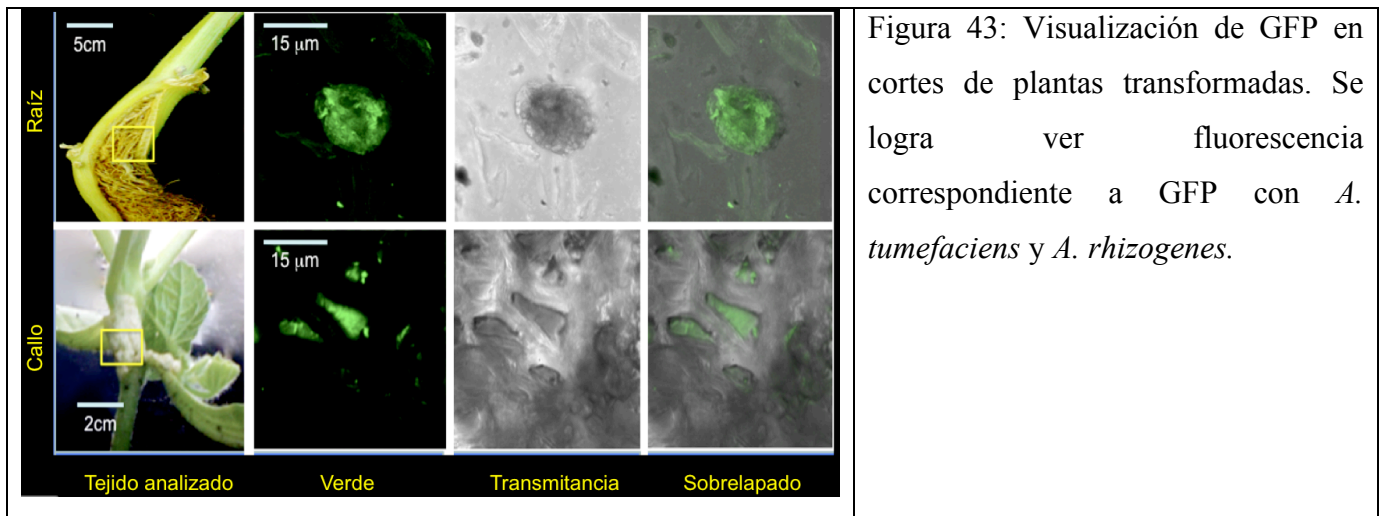 5cm
15 μm
Raíz
15 μm
Callo
2cm
Tejido analizado
Verde
Transmitancia
Sobrelapado
Figura 43: Visualización de GFP en
cortes de plantas transformadas. Se
logra ver fluorescencia
correspondiente a GFP con A.
tumefaciens y A. rhizogenes.